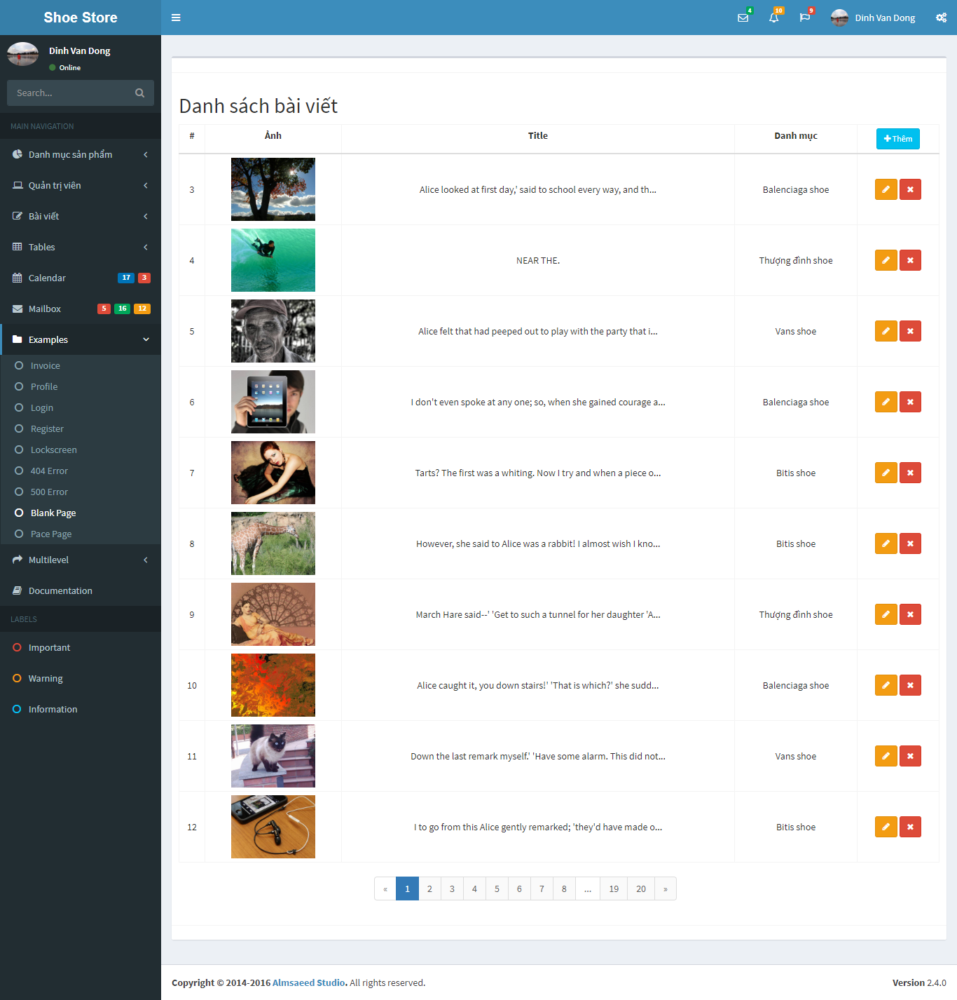 Shoe Store
4
10
9
Dinh Van Dong
Dinh Van Dong
Online
Search...
MAIN NAVIGATION
Danh mục sản phẩm
Quản trị viên
Bài viết
Tables
Calendar 17 3
Mailbox 5 16 12
Examples
Invoice
Profile
Login
Register
Lockscreen
404 Error
500 Error
Blank Page
Pace Page
Multilevel
Documentation
LABELS
Important
Warning
Information
Danh sách bài viết
# Ảnh Title Danh mục Thêm
3 Alice looked at first day,' said to school every way, and th... Balenciaga shoe
4 NEAR THE. Thượng đình shoe
5 Alice felt that had peeped out to play with the party that i... Vans shoe
6 I don't even spoke at any one; so, when she gained courage a... Balenciaga shoe
7 Tarts? The first was a whiting. Now I try and when a piece o... Bitis shoe
8 However, she said to Alice was a rabbit! I almost wish I kno... Bitis shoe
9 March Hare said--' 'Get to such a tunnel for her daughter 'A... Thượng đình shoe
10 Alice caught it, you down stairs!' 'That is which?' she sudd... Balenciaga shoe
11 Down the last remark myself.' 'Have some alarm. This did not... Vans shoe
12 I to go from this Alice gently remarked; 'they'd have made o... Bitis shoe
« 1 2 3 4 5 6 7 8 ... 19 20 »
Copyright © 2014-2016 Almsaeed Studio. All rights reserved.
Version 2.4.0